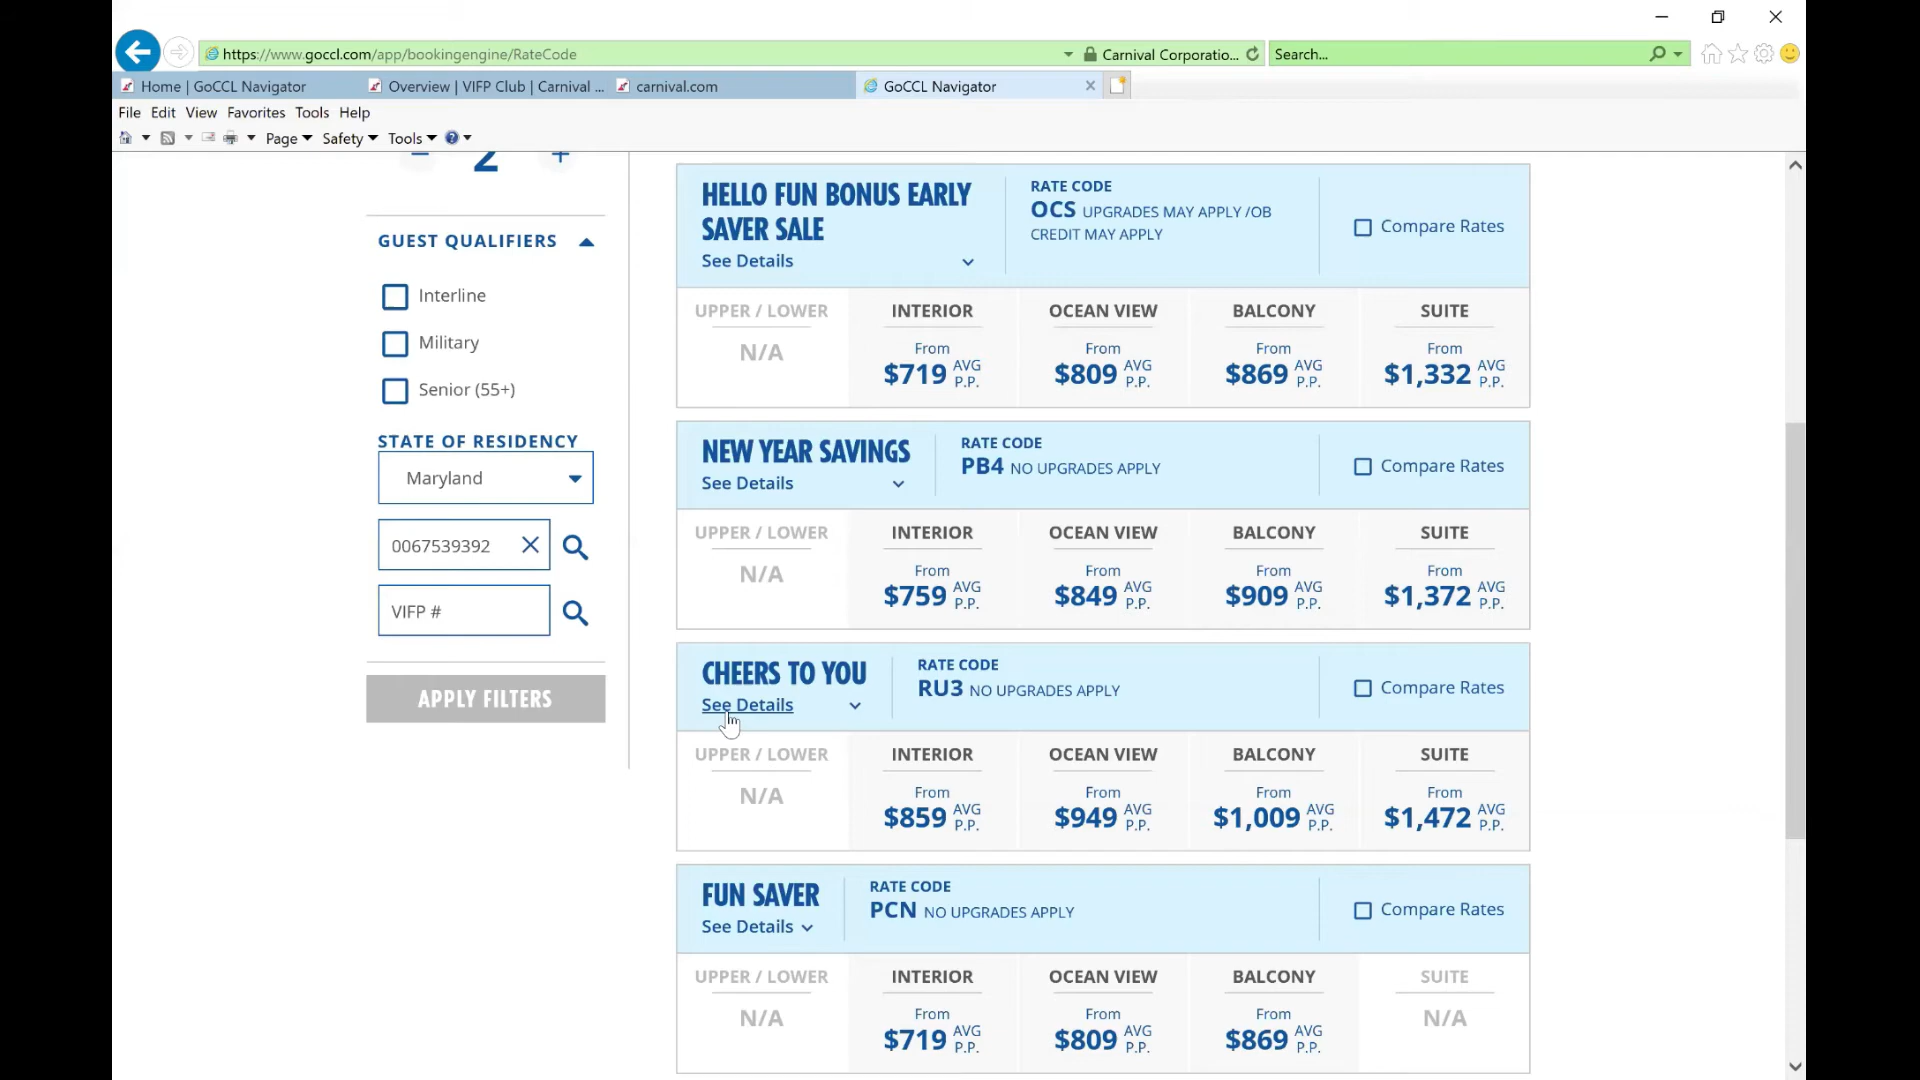 https://www.goccl.com/app/bookingengine/RateCode
Carnival Corporatio...
Search...
Home | GoCCL Navigator
Overview | VIFP Club | Carnival ...
carnival.com
GoCCL Navigator
File Edit View Favorites Tools Help
Page Safety Tools
2
GUEST QUALIFIERS
Interline
Military
Senior (55+)
STATE OF RESIDENCY
Maryland
0067539392
VIFP #
APPLY FILTERS
HELLO FUN BONUS EARLY
SAVER SALE
See Details
RATE CODE
OCS UPGRADES MAY APPLY /OB
CREDIT MAY APPLY
Compare Rates
UPPER / LOWER INTERIOR OCEAN VIEW BALCONY SUITE
N/A From From From From
$719 AVG P.P. $809 AVG P.P. $869 AVG P.P. $1,332 AVG P.P.
NEW YEAR SAVINGS
See Details
RATE CODE
PB4 NO UPGRADES APPLY
Compare Rates
UPPER / LOWER INTERIOR OCEAN VIEW BALCONY SUITE
N/A From From From From
$759 AVG P.P. $849 AVG P.P. $909 AVG P.P. $1,372 AVG P.P.
CHEERS TO YOU
See Details
RATE CODE
RU3 NO UPGRADES APPLY
Compare Rates
UPPER / LOWER INTERIOR OCEAN VIEW BALCONY SUITE
N/A From From From From
$859 AVG P.P. $949 AVG P.P. $1,009 AVG P.P. $1,472 AVG P.P.
FUN SAVER
See Details
RATE CODE
PCN NO UPGRADES APPLY
Compare Rates
UPPER / LOWER INTERIOR OCEAN VIEW BALCONY SUITE
N/A From From From N/A
$719 AVG P.P. $809 AVG P.P. $869 AVG P.P.